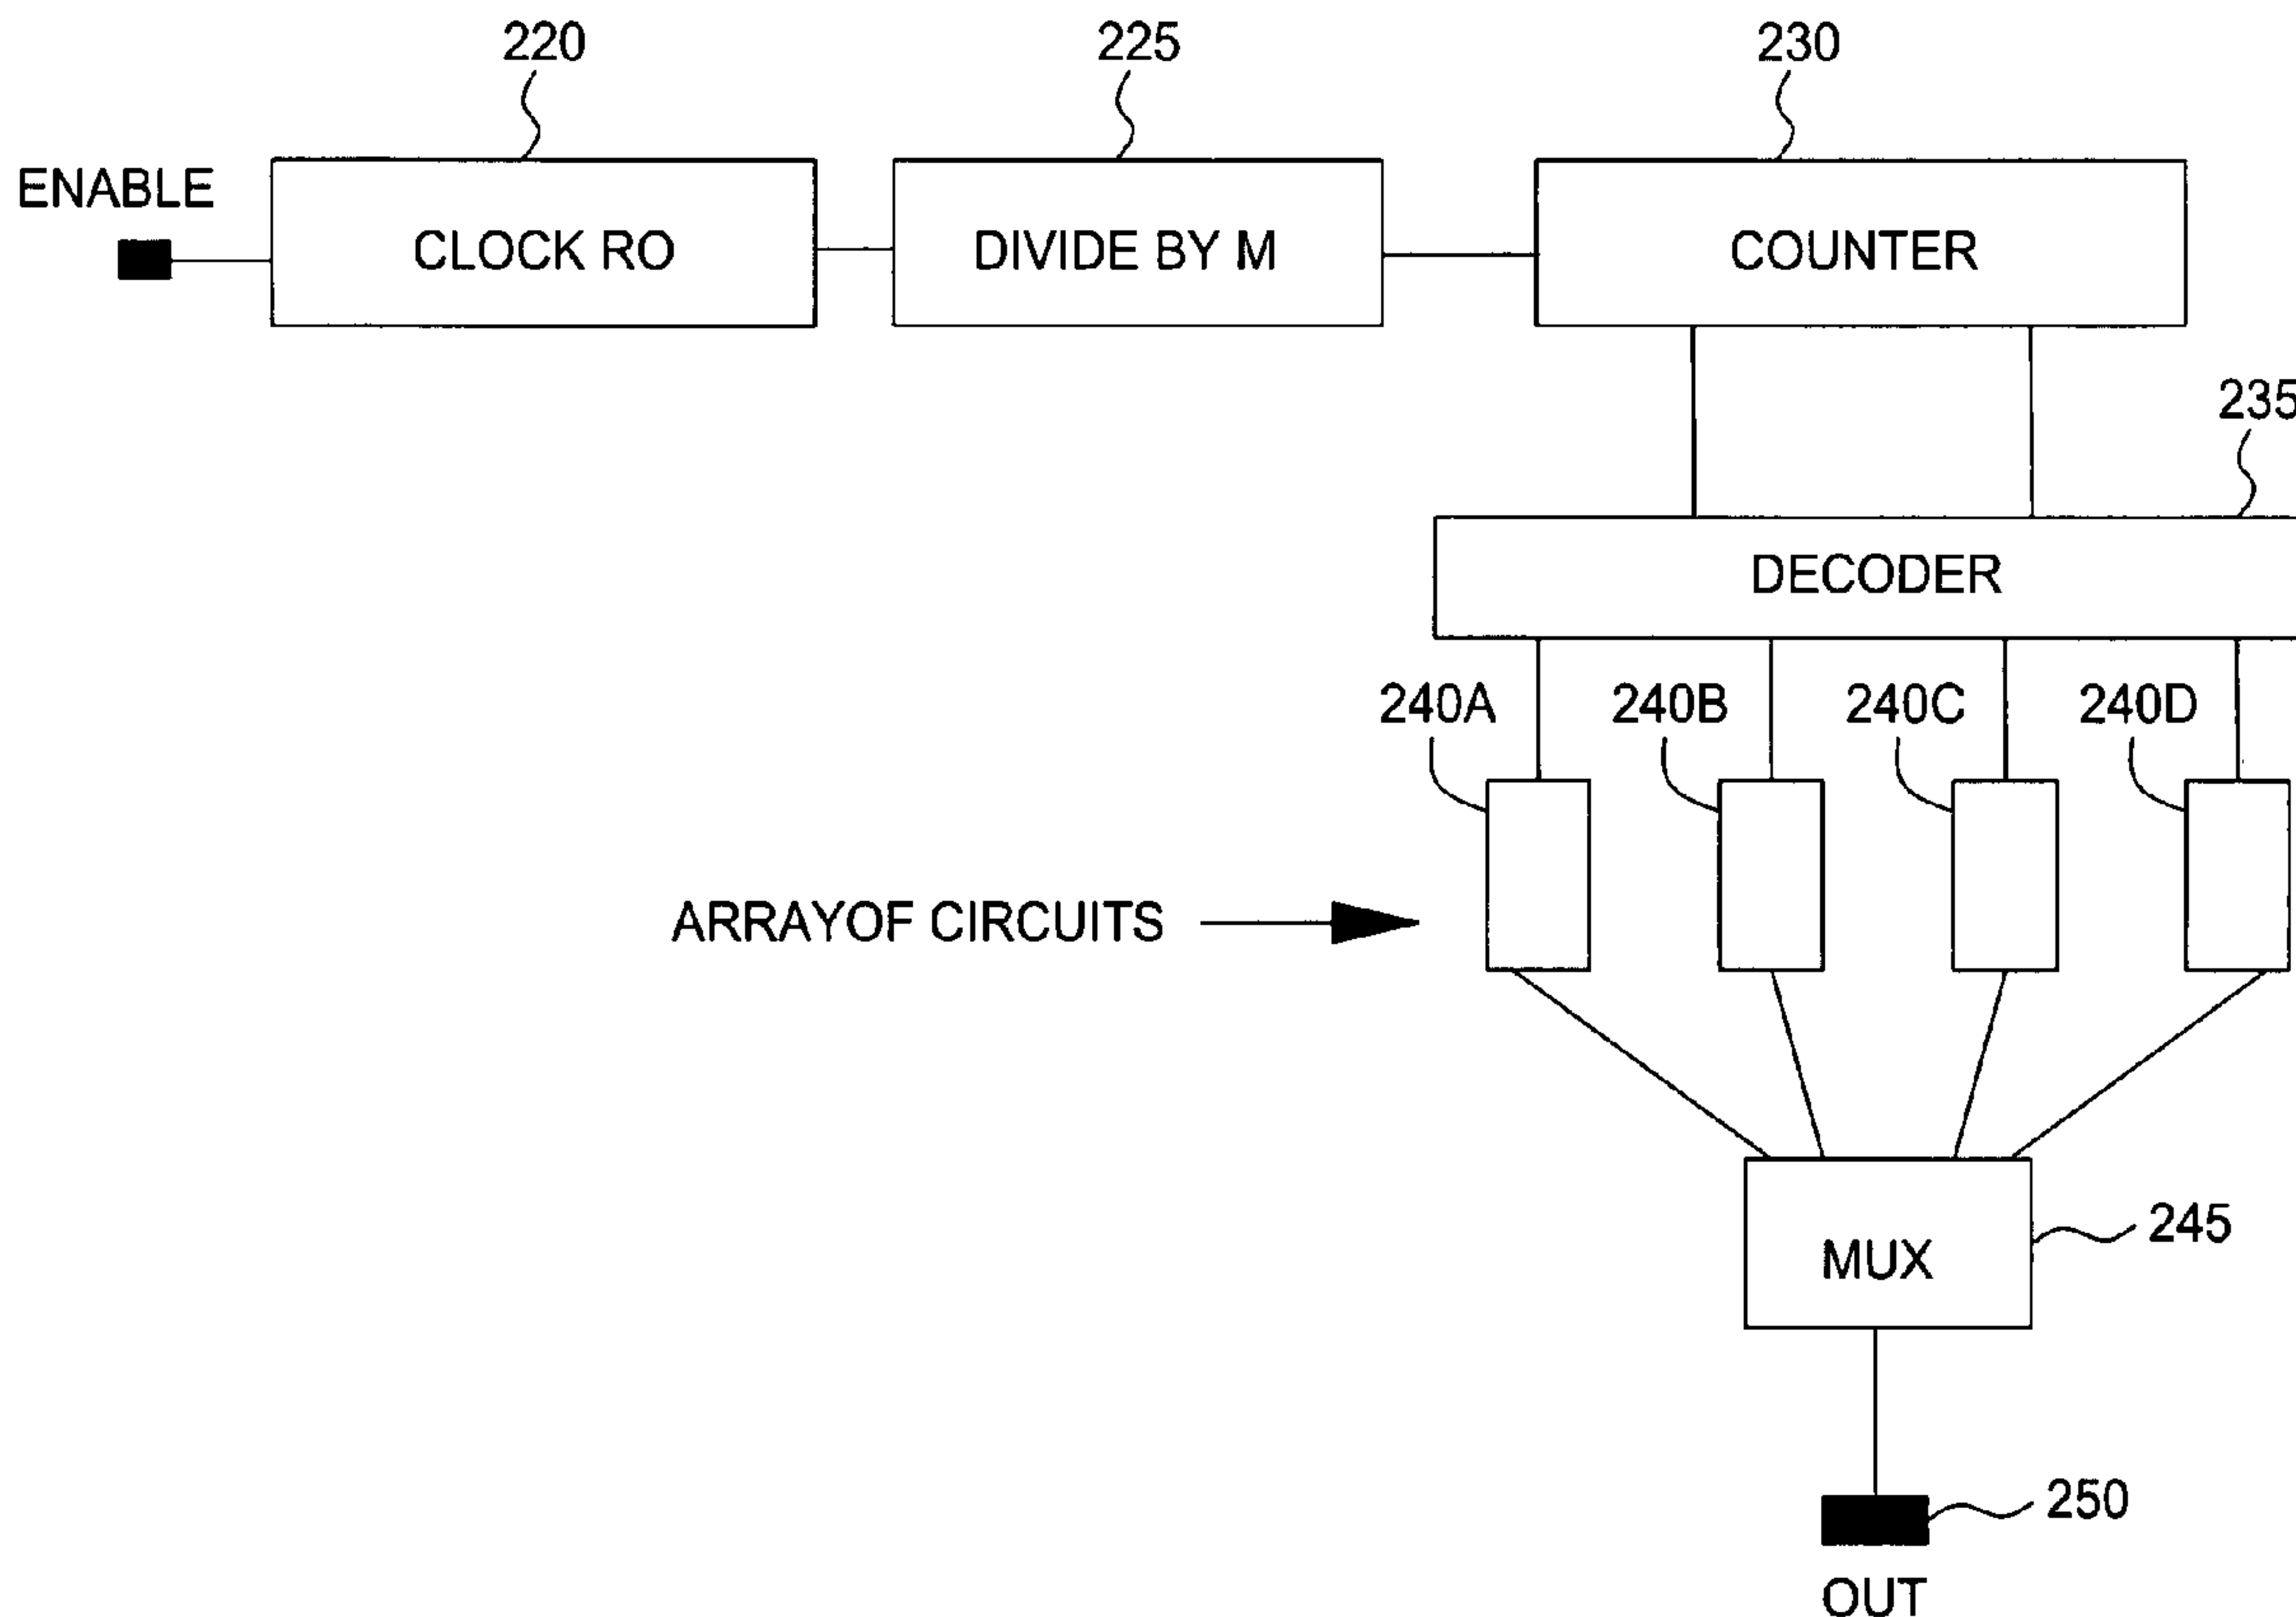 220
225
230
ENABLE
CLOCK RO
DIVIDE BY M
COUNTER
235
DECODER
240A
240B
240C
240D
ARRAYOF CIRCUITS
MUX
245
250
OUT